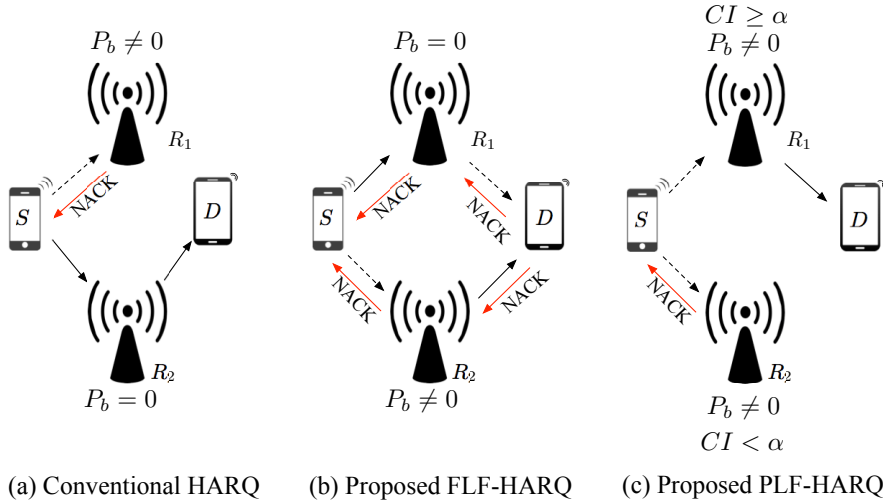 P_b ≠ 0
R_1
NACK
S
D
R_2
P_b = 0
(a) Conventional HARQ
P_b = 0
R_1
NACK
NACK
S
D
NACK
NACK
R_2
P_b ≠ 0
(b) Proposed FLF-HARQ
CI ≥ α
P_b ≠ 0
R_1
S
D
NACK
R_2
P_b ≠ 0
CI < α
(c) Proposed PLF-HARQ